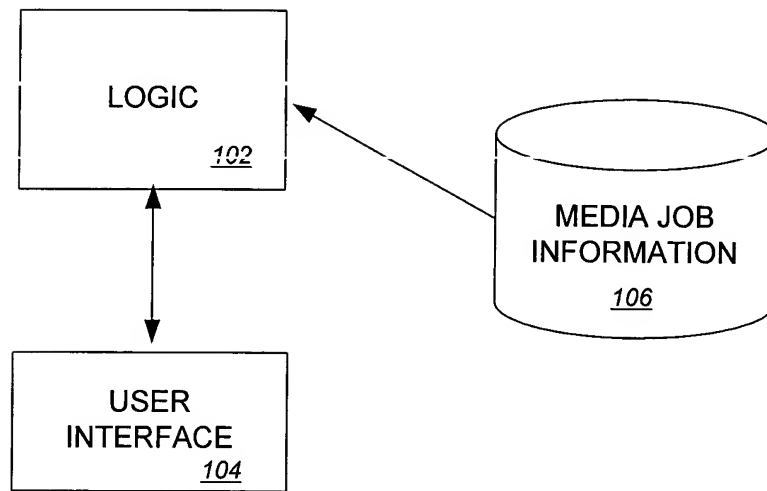 LOGIC
102
MEDIA JOB
INFORMATION
106
USER
INTERFACE
104